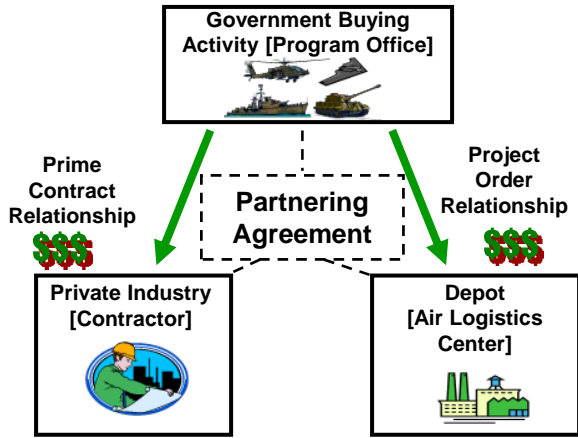 Government Buying
Activity [Program Office]
Prime
Contract
Relationship
$$$
Project
Order
Relationship
$$$
Partnering
Agreement
Private Industry
[Contractor]
Depot
[Air Logistics
Center]